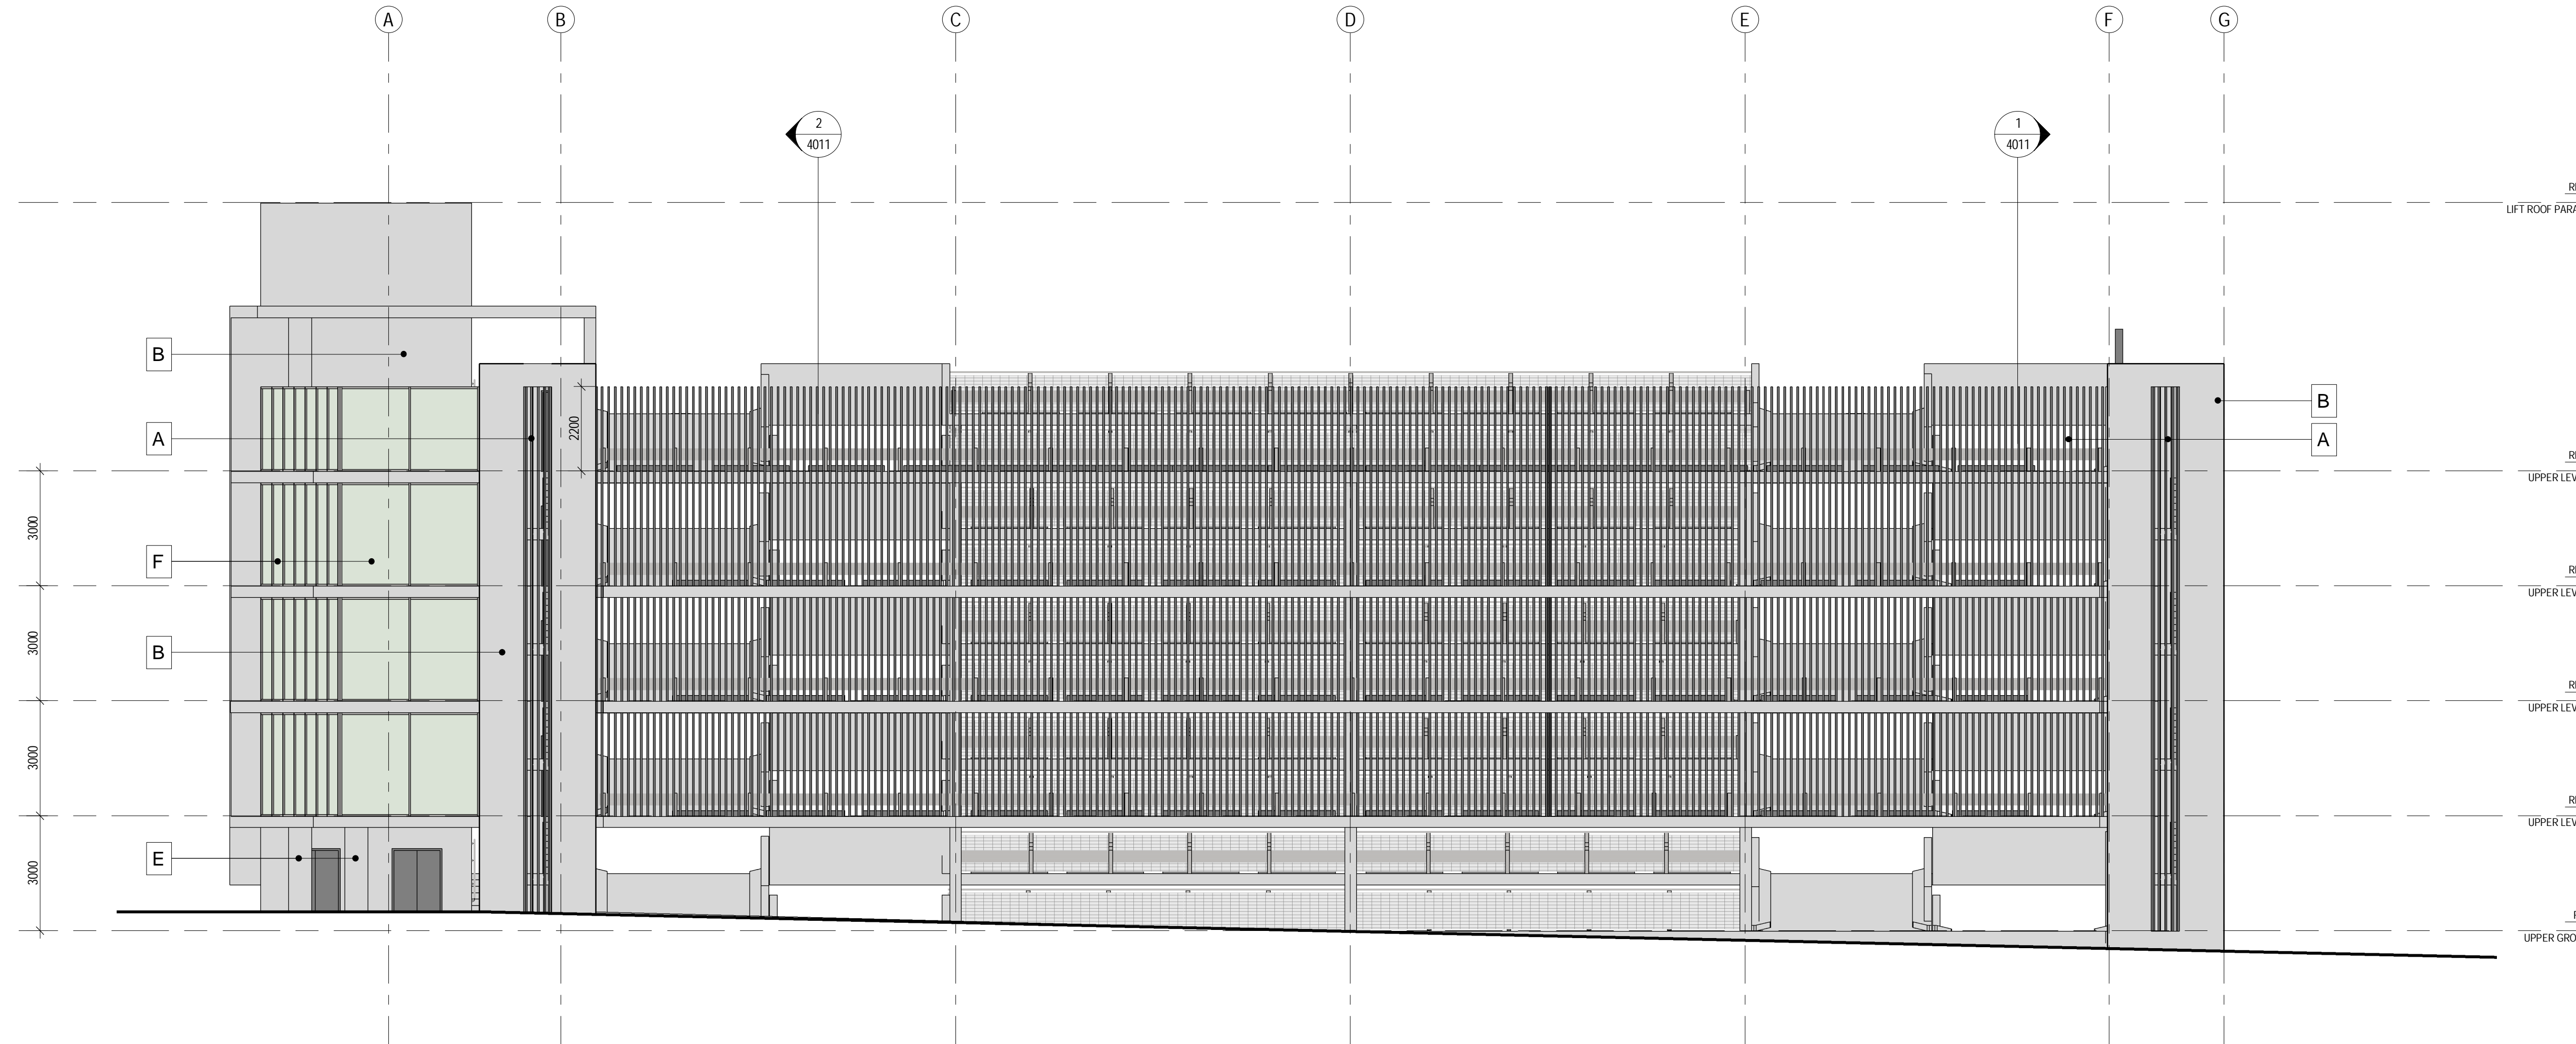 A B C D E F G
2
4011
1
4011
LIFT ROOF PARA
B
B
A
A
2200
UPPER LEV
3000
F
UPPER LEV
3000
B
UPPER LEV
3000
UPPER LEV
E
3000
UPPER GRO